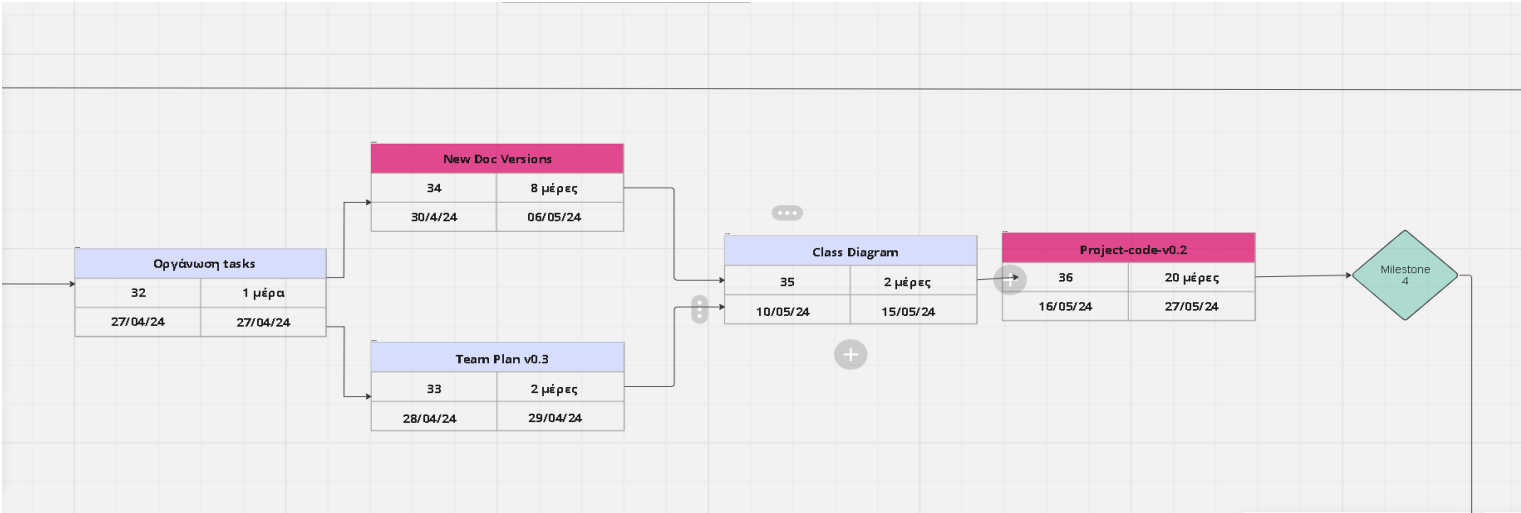 New Doc Versions
34 8 μέρες
30/4/24 06/05/24
Οργάνωση tasks
32 1 μέρα
27/04/24 27/04/24
Team Plan v0.3
33 2 μέρες
28/04/24 29/04/24
Class Diagram
35 2 μέρες
10/05/24 15/05/24
Project-code-v0.2
36 20 μέρες
16/05/24 27/05/24
Milestone
4